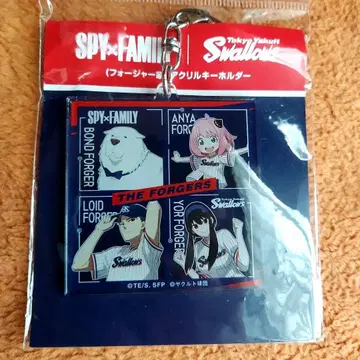 SPY×FAMILY
Tokyo Yakult
Swallows
(フォージャー家)アクリルキーホルダー
SPY×FAMILY
BOND FORGER
ANYA
FORGER
THE FORGERS
LOID
FORGER
YOR FORGER
Swallows
Swallows
©TE/S, SFP ©ヤクルト球団